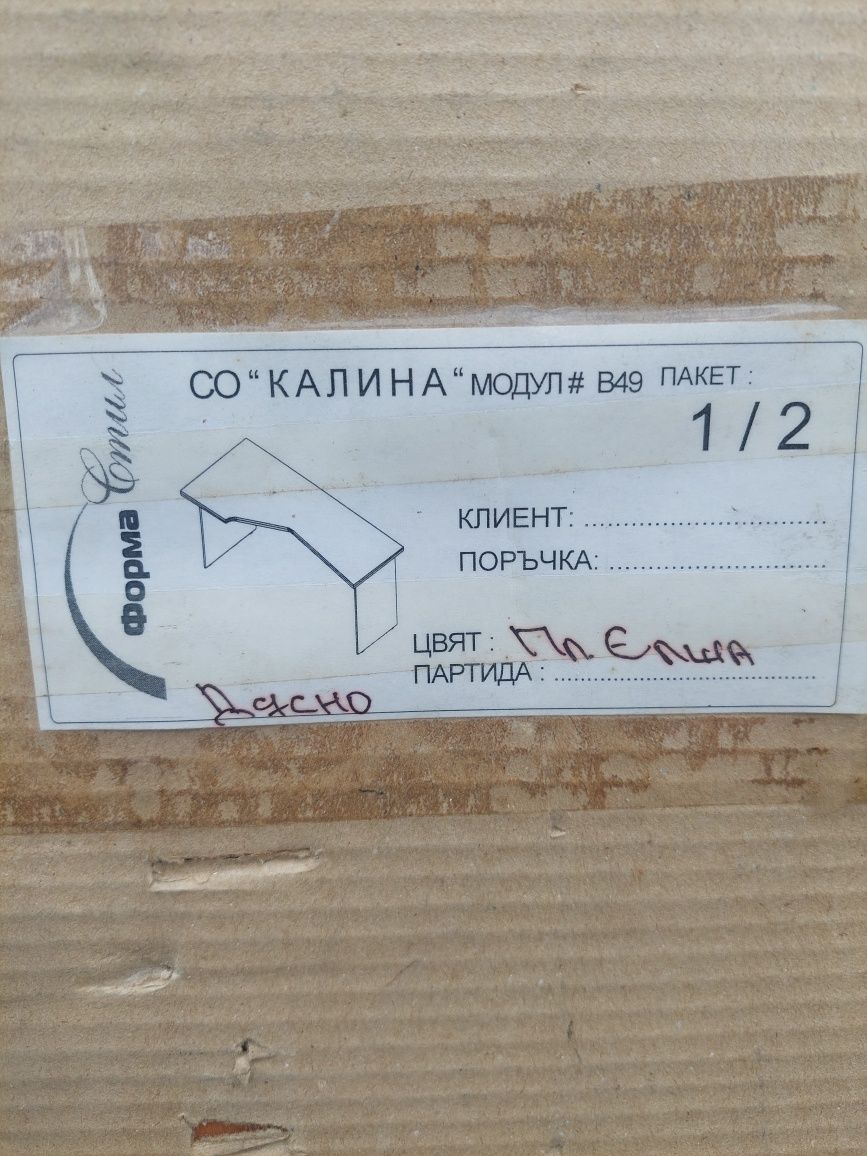 СО “КАЛИНА“ МОДУЛ# В49 ПАКЕТ :
1 / 2
форма Стил
КЛИЕНТ: ................................
ПОРЪЧКА: ............................
ЦВЯТ : Пл. Елша
ПАРТИДА : ..................................
Дясно